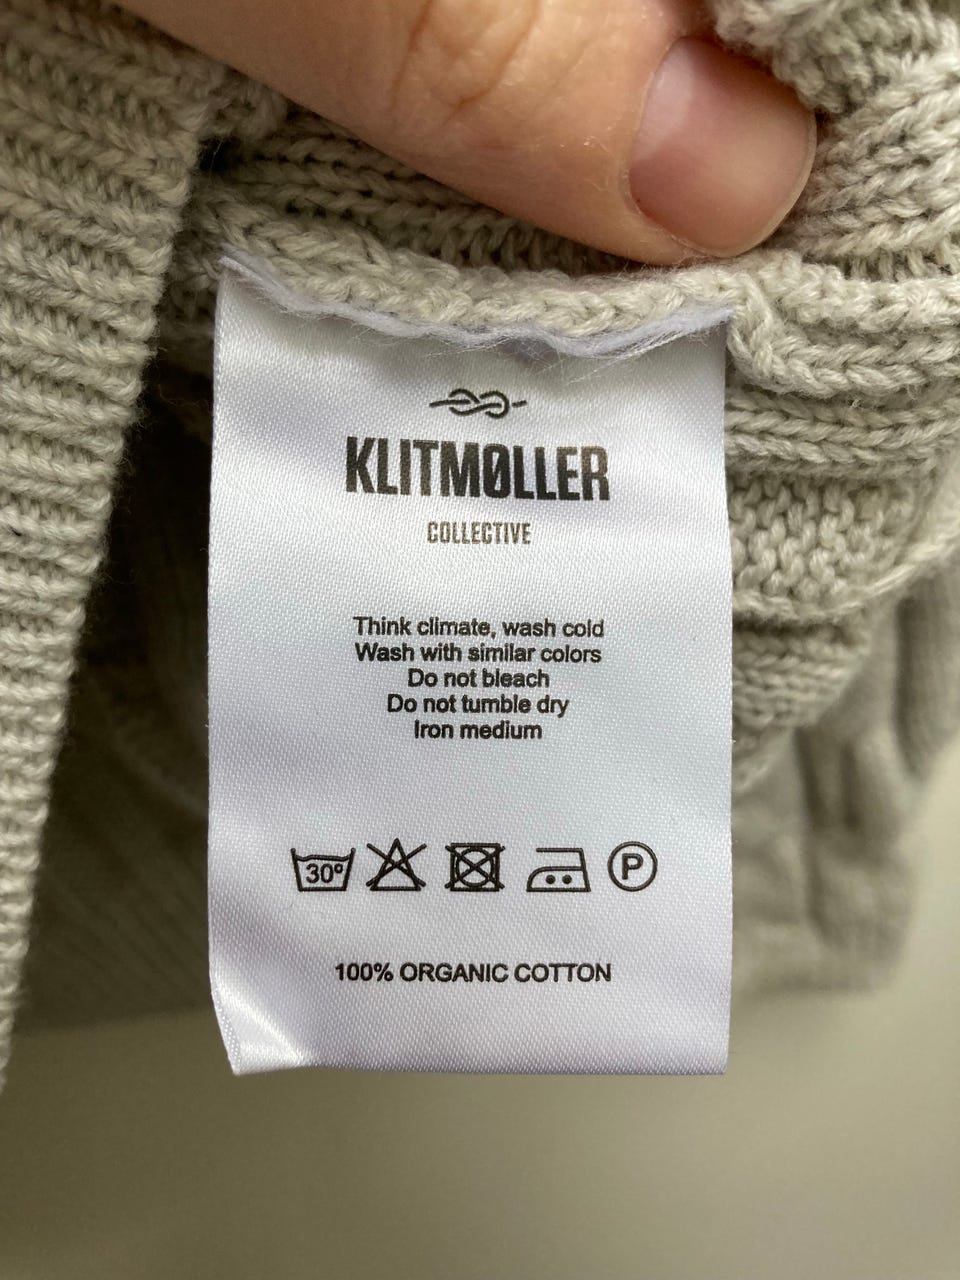 KLITMØLLER
COLLECTIVE
Think climate, wash cold
Wash with similar colors
Do not bleach
Do not tumble dry
Iron medium
30° P
100% ORGANIC COTTON